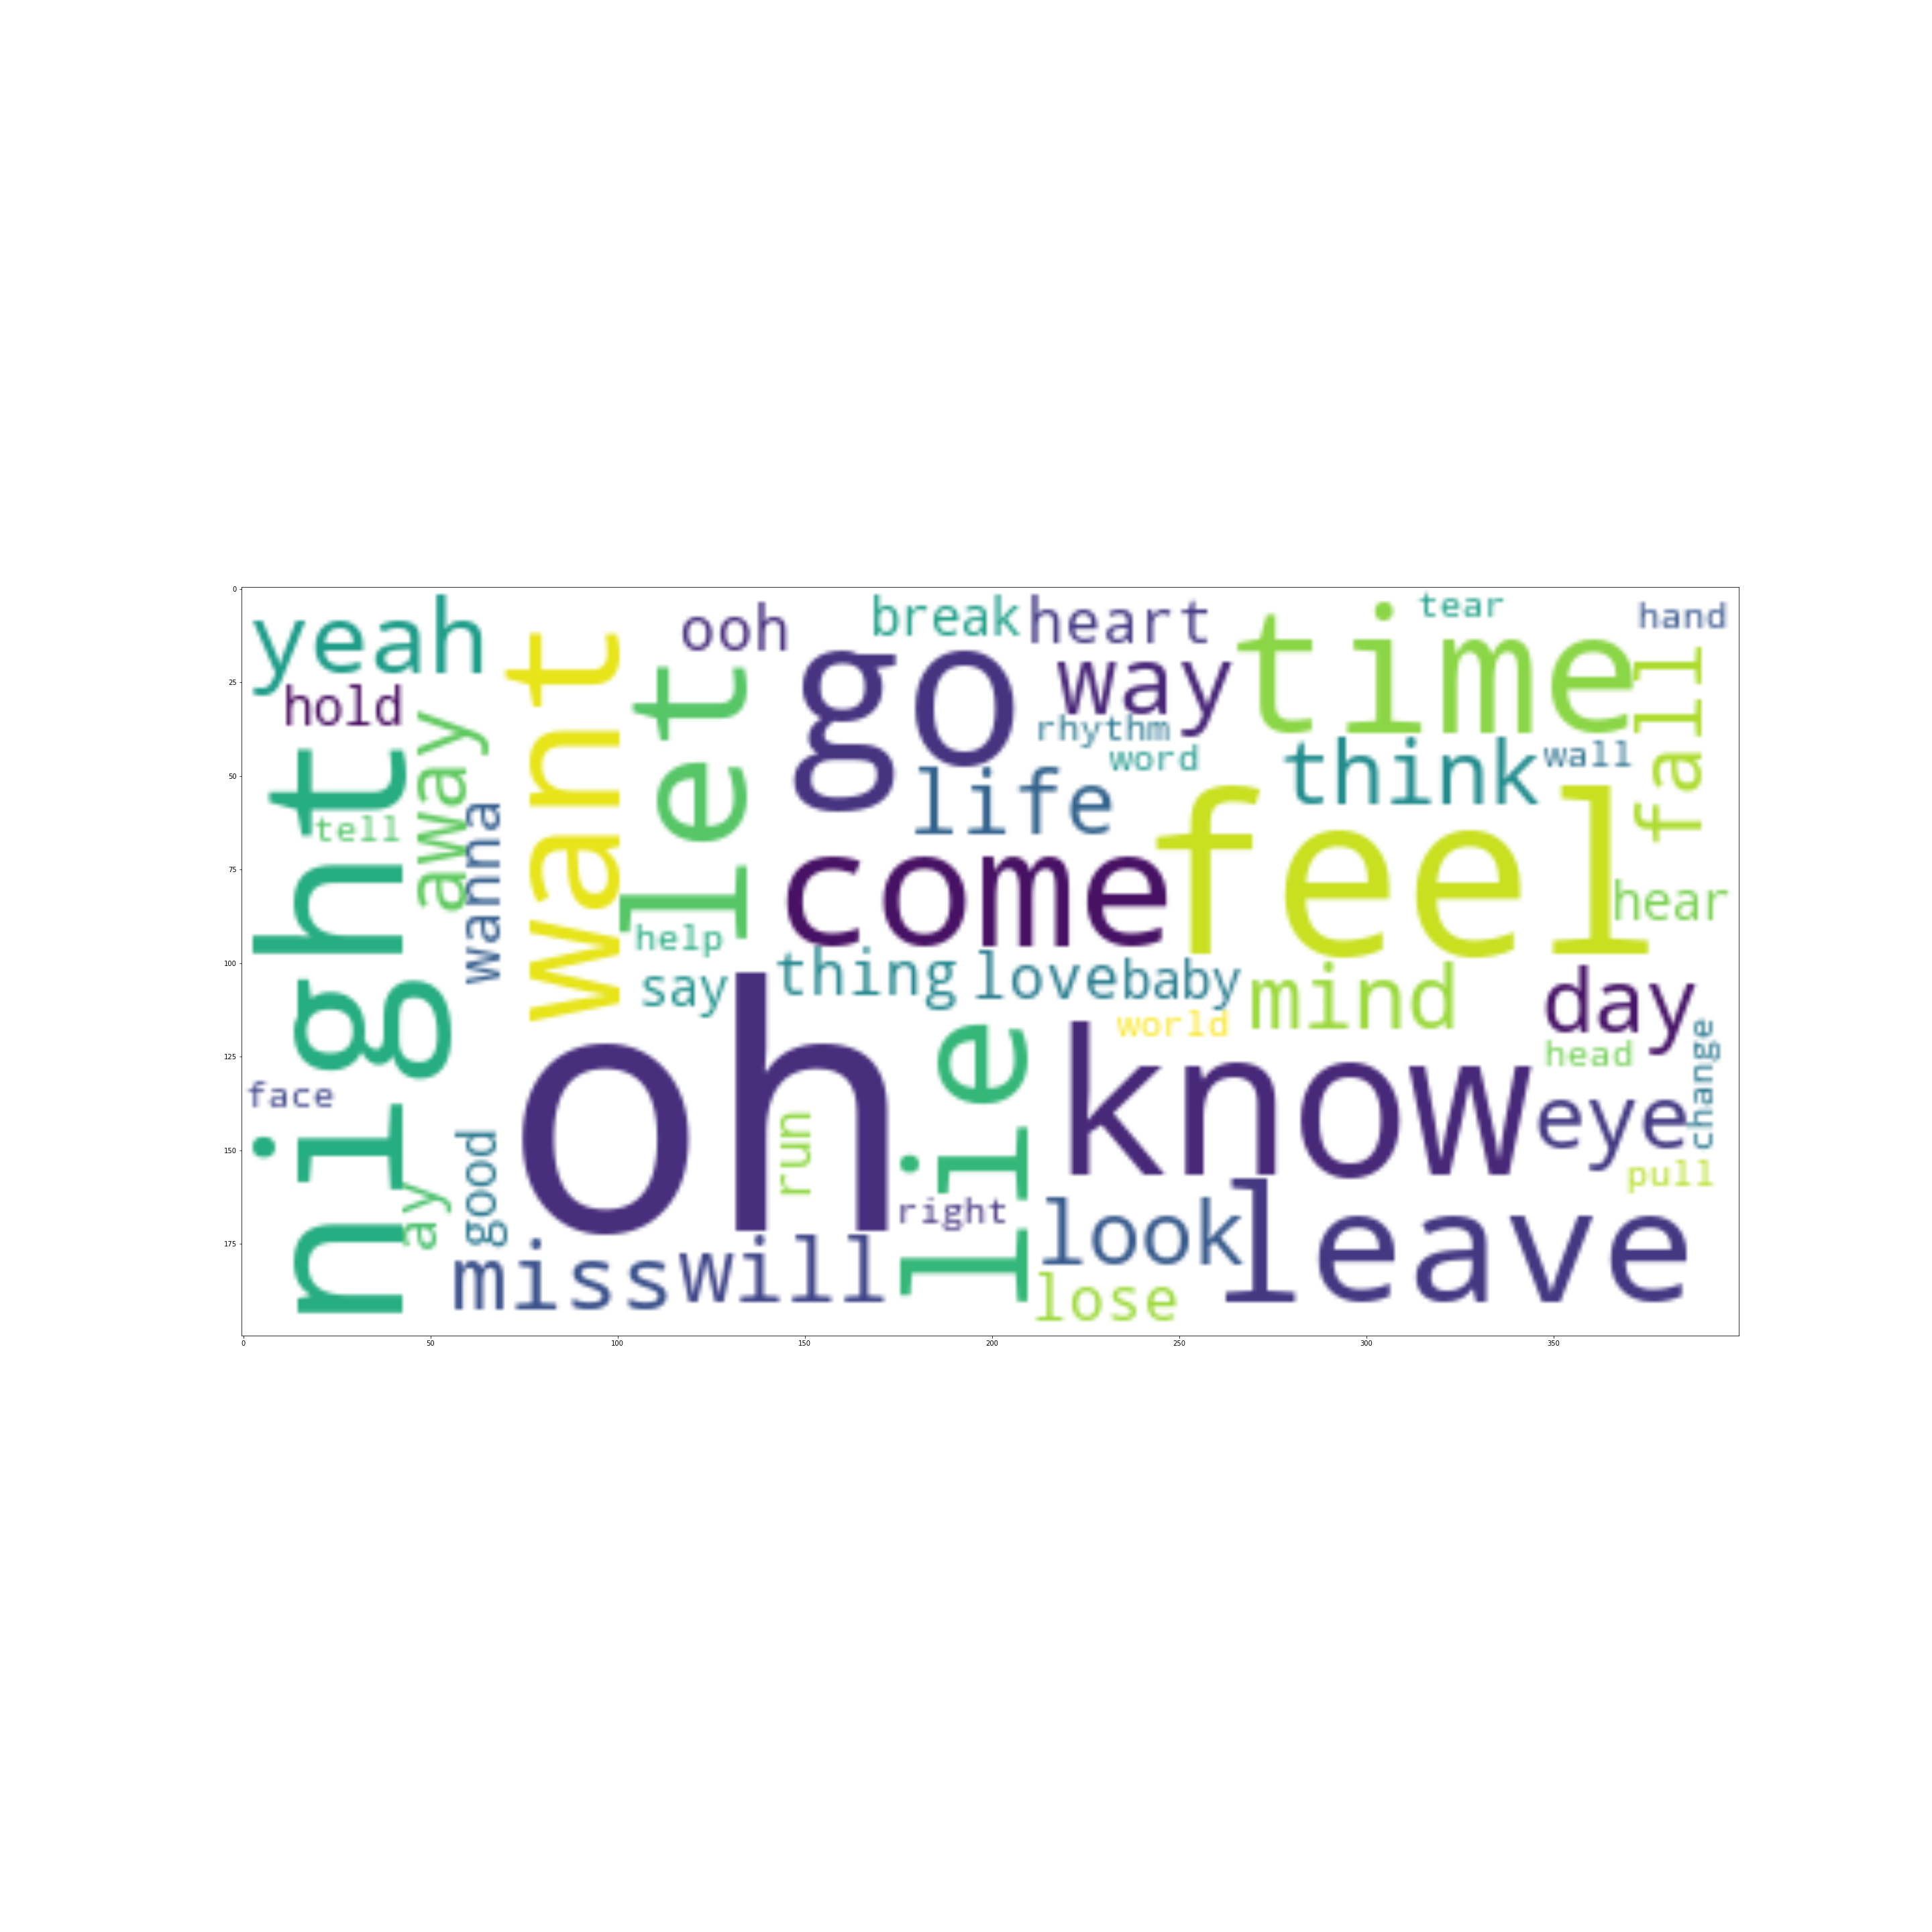 0
25
50
75
100
125
150
175
0
50
100
150
200
250
300
350
yeah
ooh
break
heart
time
tear
hand
hold
want
let
go
way
fall
rhythm
word
think
wall
night
away
tell
wanna
life
come
feel
hear
help
say
thing
love
baby
mind
day
world
head
change
face
oh
run
lie
know
eye
pull
ay
good
right
look
leave
miss
will
lose